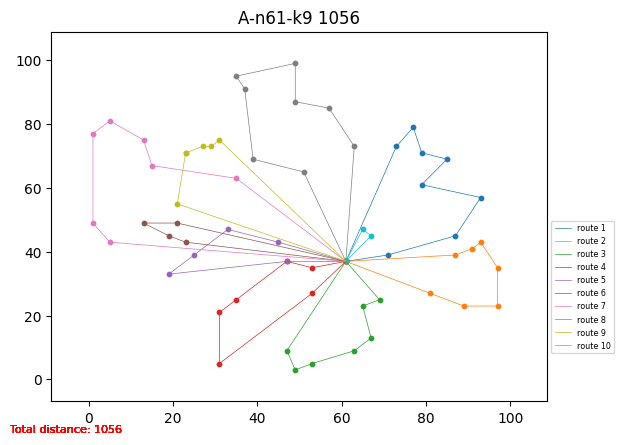 A-n61-k9 1056
100
80
60
40
20
0
0 20 40 60 80 100
route 1
route 2
route 3
route 4
route 5
route 6
route 7
route 8
route 9
route 10
Total distance: 1056